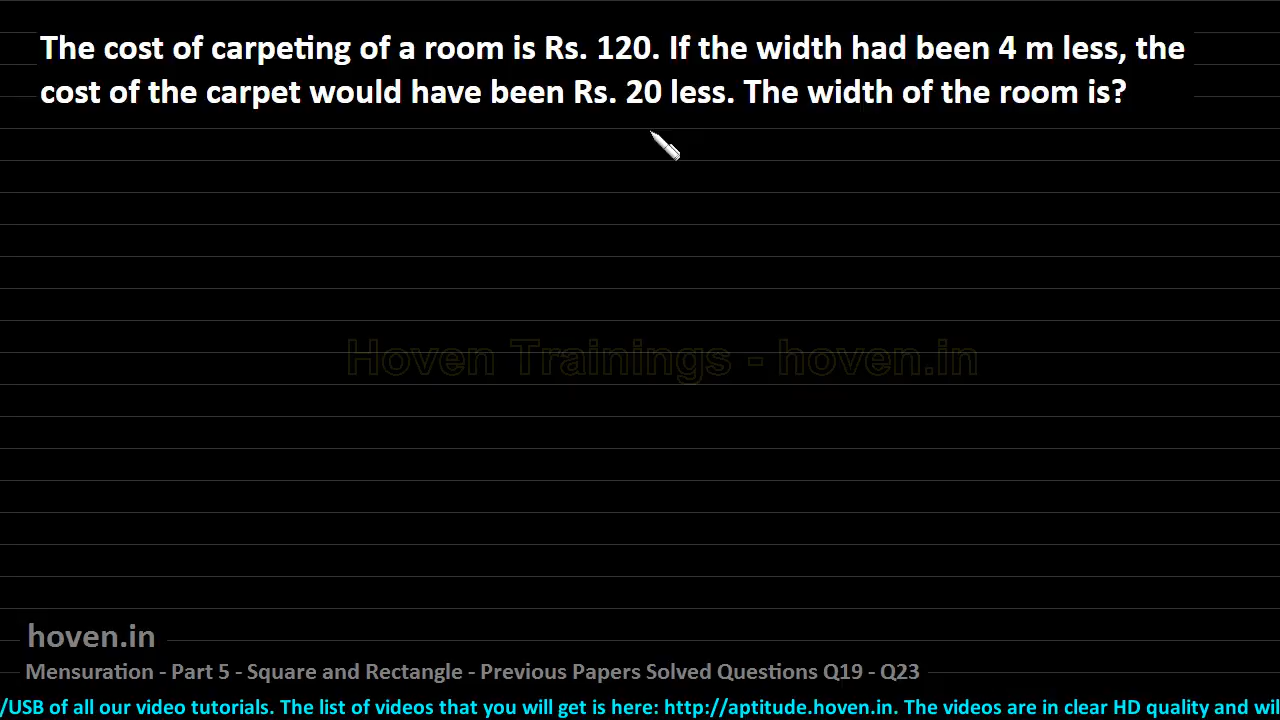 The cost of carpeting of a room is Rs. 120. If the width had been 4 m less, the
cost of the carpet would have been Rs. 20 less. The width of the room is?
Hoven Trainings - hoven.in
hoven.in
Mensuration - Part 5 - Square and Rectangle - Previous Papers Solved Questions Q19 - Q23
/USB of all our video tutorials. The list of videos that you will get is here: http://aptitude.hoven.in. The videos are in clear HD quality and wil